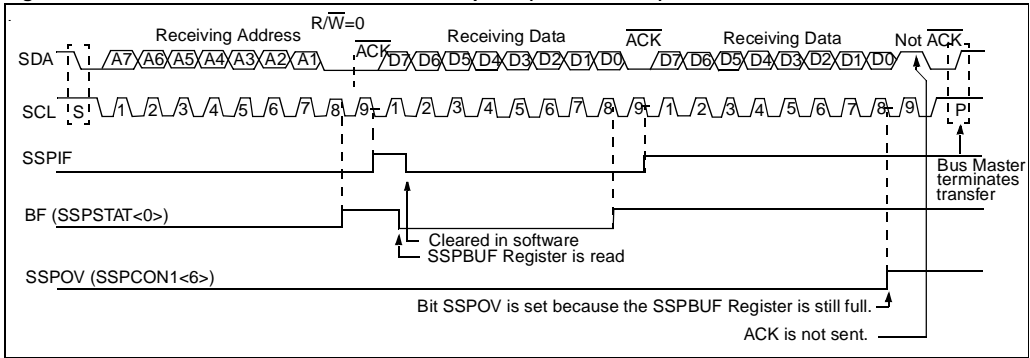 R/W=0
Receiving Address ACK Receiving Data ACK Receiving Data Not ACK
SDA A7 A6 A5 A4 A3 A2 A1 D7 D6 D5 D4 D3 D2 D1 D0 D7 D6 D5 D4 D3 D2 D1 D0
SCL S 1 2 3 4 5 6 7 8 9 1 2 3 4 5 6 7 8 9 1 2 3 4 5 6 7 8 9 P
SSPIF
Bus Master
terminates
transfer
BF (SSPSTAT<0>)
Cleared in software
SSPBUF Register is read
SSPOV (SSPCON1<6>)
Bit SSPOV is set because the SSPBUF Register is still full.
ACK is not sent.